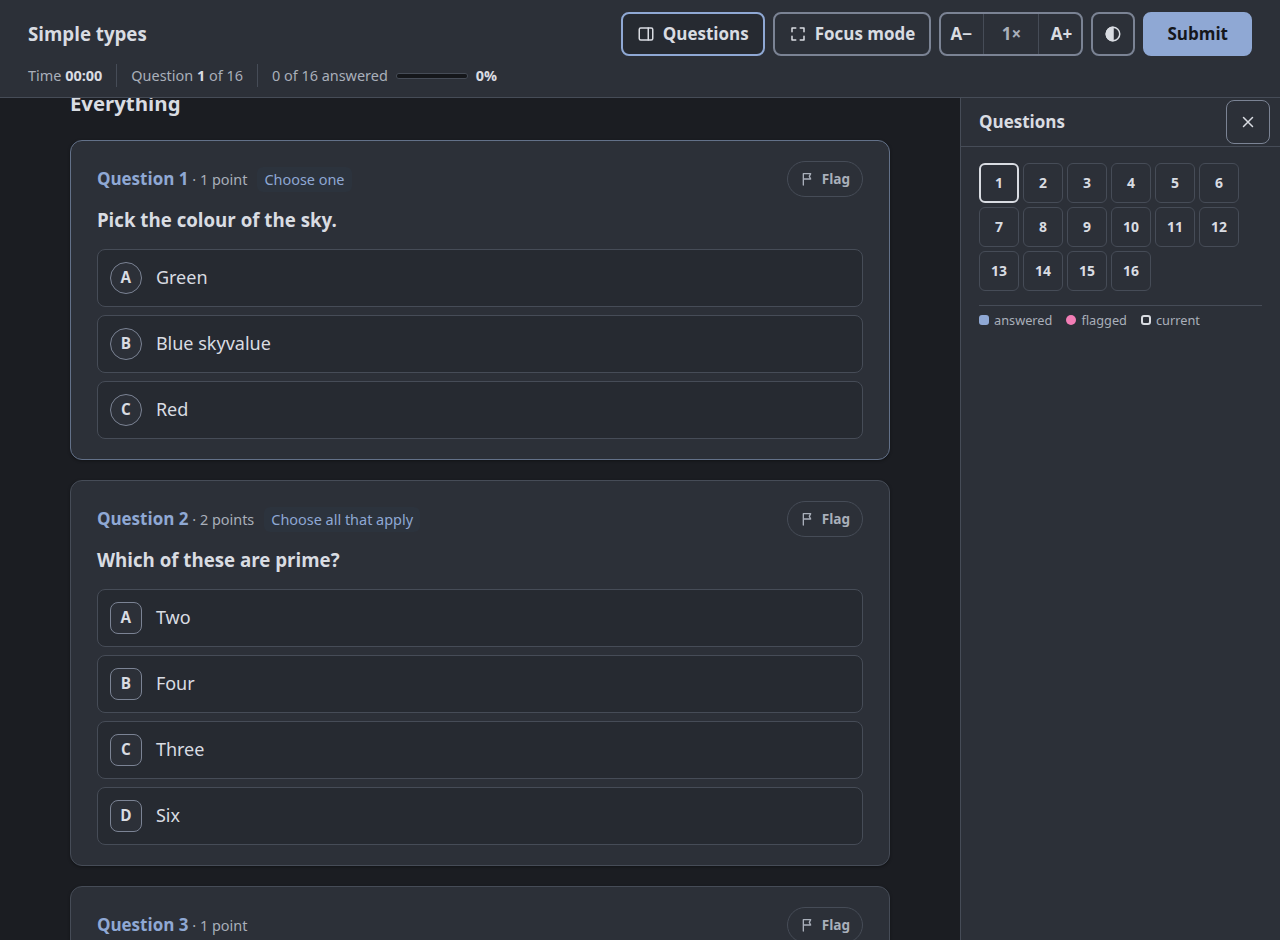 Simple types
Questions
Focus mode
A−
1×
A+
Submit
Time 00:00
Question 1 of 16
0 of 16 answered
0%
Everything
Question 1 · 1 point Choose one
Flag
Pick the colour of the sky.
A Green
B Blue skyvalue
C Red
Question 2 · 2 points Choose all that apply
Flag
Which of these are prime?
A Two
B Four
C Three
D Six
Question 3 · 1 point
Flag
Questions
1 2 3 4 5 6
7 8 9 10 11 12
13 14 15 16
answered flagged current